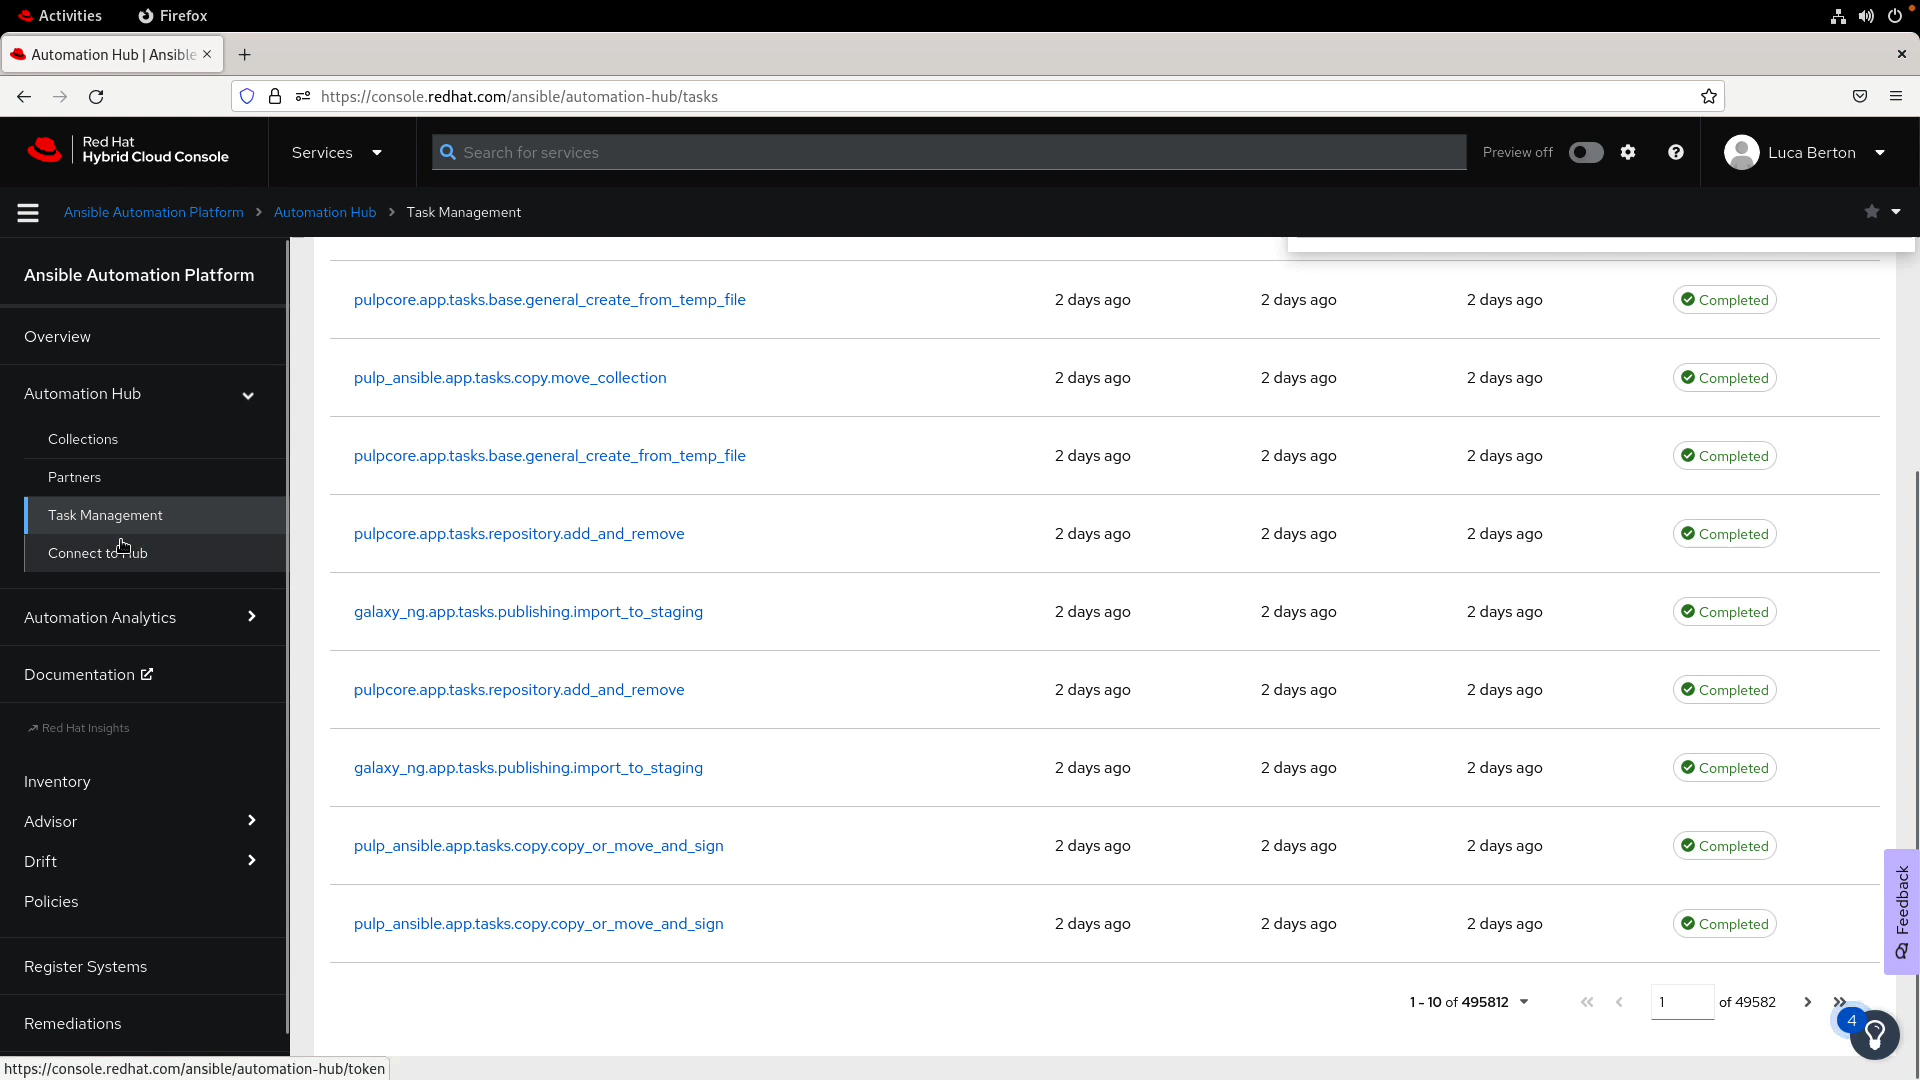 Activities
Firefox
Automation Hub | Ansible
https://console.redhat.com/ansible/automation-hub/tasks
Red Hat
Hybrid Cloud Console
Services
Search for services
Preview off
Luca Berton
Ansible Automation Platform
Automation Hub
Task Management
Ansible Automation Platform
Overview
Automation Hub
Collections
Partners
Task Management
Connect to Hub
Automation Analytics
Documentation
Red Hat Insights
Inventory
Advisor
Drift
Policies
Register Systems
Remediations
pulpcore.app.tasks.base.general_create_from_temp_file 2 days ago 2 days ago 2 days ago Completed
pulp_ansible.app.tasks.copy.move_collection 2 days ago 2 days ago 2 days ago Completed
pulpcore.app.tasks.base.general_create_from_temp_file 2 days ago 2 days ago 2 days ago Completed
pulpcore.app.tasks.repository.add_and_remove 2 days ago 2 days ago 2 days ago Completed
galaxy_ng.app.tasks.publishing.import_to_staging 2 days ago 2 days ago 2 days ago Completed
pulpcore.app.tasks.repository.add_and_remove 2 days ago 2 days ago 2 days ago Completed
galaxy_ng.app.tasks.publishing.import_to_staging 2 days ago 2 days ago 2 days ago Completed
pulp_ansible.app.tasks.copy.copy_or_move_and_sign 2 days ago 2 days ago 2 days ago Completed
pulp_ansible.app.tasks.copy.copy_or_move_and_sign 2 days ago 2 days ago 2 days ago Completed
1 - 10 of 495812
1 of 49582
Feedback
4
https://console.redhat.com/ansible/automation-hub/token